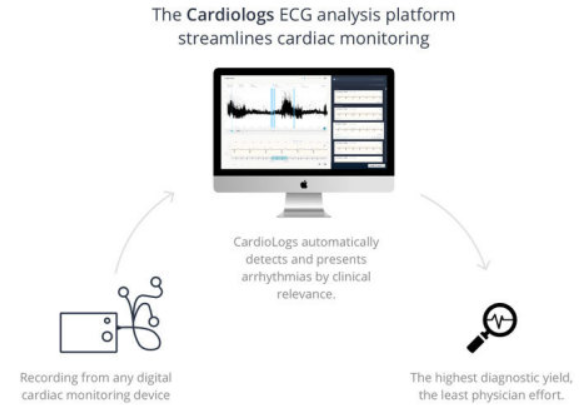 The Cardiologs ECG analysis platform
streamlines cardiac monitoring
CardioLogs automatically
detects and presents
arrhythmias by clinical
relevance.
Recording from any digital
cardiac monitoring device
The highest diagnostic yield,
the least physician effort.